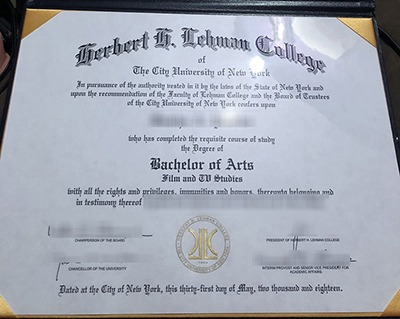 Herbert H. Lehman College
of
The City University of New York
In pursuance of the authority vested in it by the laws of the State of New York and
upon the recommendation of the Faculty of Lehman College and the Board of Trustees
of the City University of New York confers upon
who has completed the requisite course of study
the Degree of
Bachelor of Arts
Film and TV Studies
with all the rights and privileges, immunities and honors, thereunto belonging and
in testimony thereof
CHAIRPERSON OF THE BOARD
PRESIDENT OF HERBERT H. LEHMAN COLLEGE
CHANCELLOR OF THE UNIVERSITY
INTERIM PROVOST AND SENIOR VICE PRESIDENT FOR
ACADEMIC AFFAIRS
Dated at the City of New York, this thirty-first day of May, two thousand and eighteen.